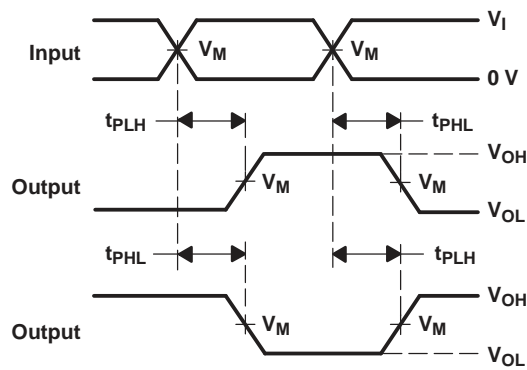 V_I
Input V_M V_M
0 V
t_PLH t_PHL
V_OH
Output V_M V_M
V_OL
t_PHL t_PLH
V_OH
Output V_M V_M
V_OL